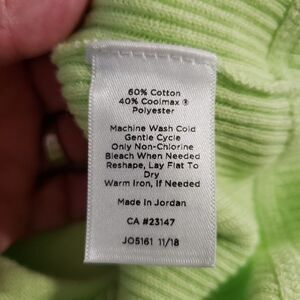 60% Cotton
40% Coolmax ®
Polyester
Machine Wash Cold
Gentle Cycle
Only Non-Chlorine
Bleach When Needed
Reshape, Lay Flat To
Dry
Warm Iron, If Needed
Made In Jordan
CA #23147
JO5161 11/18